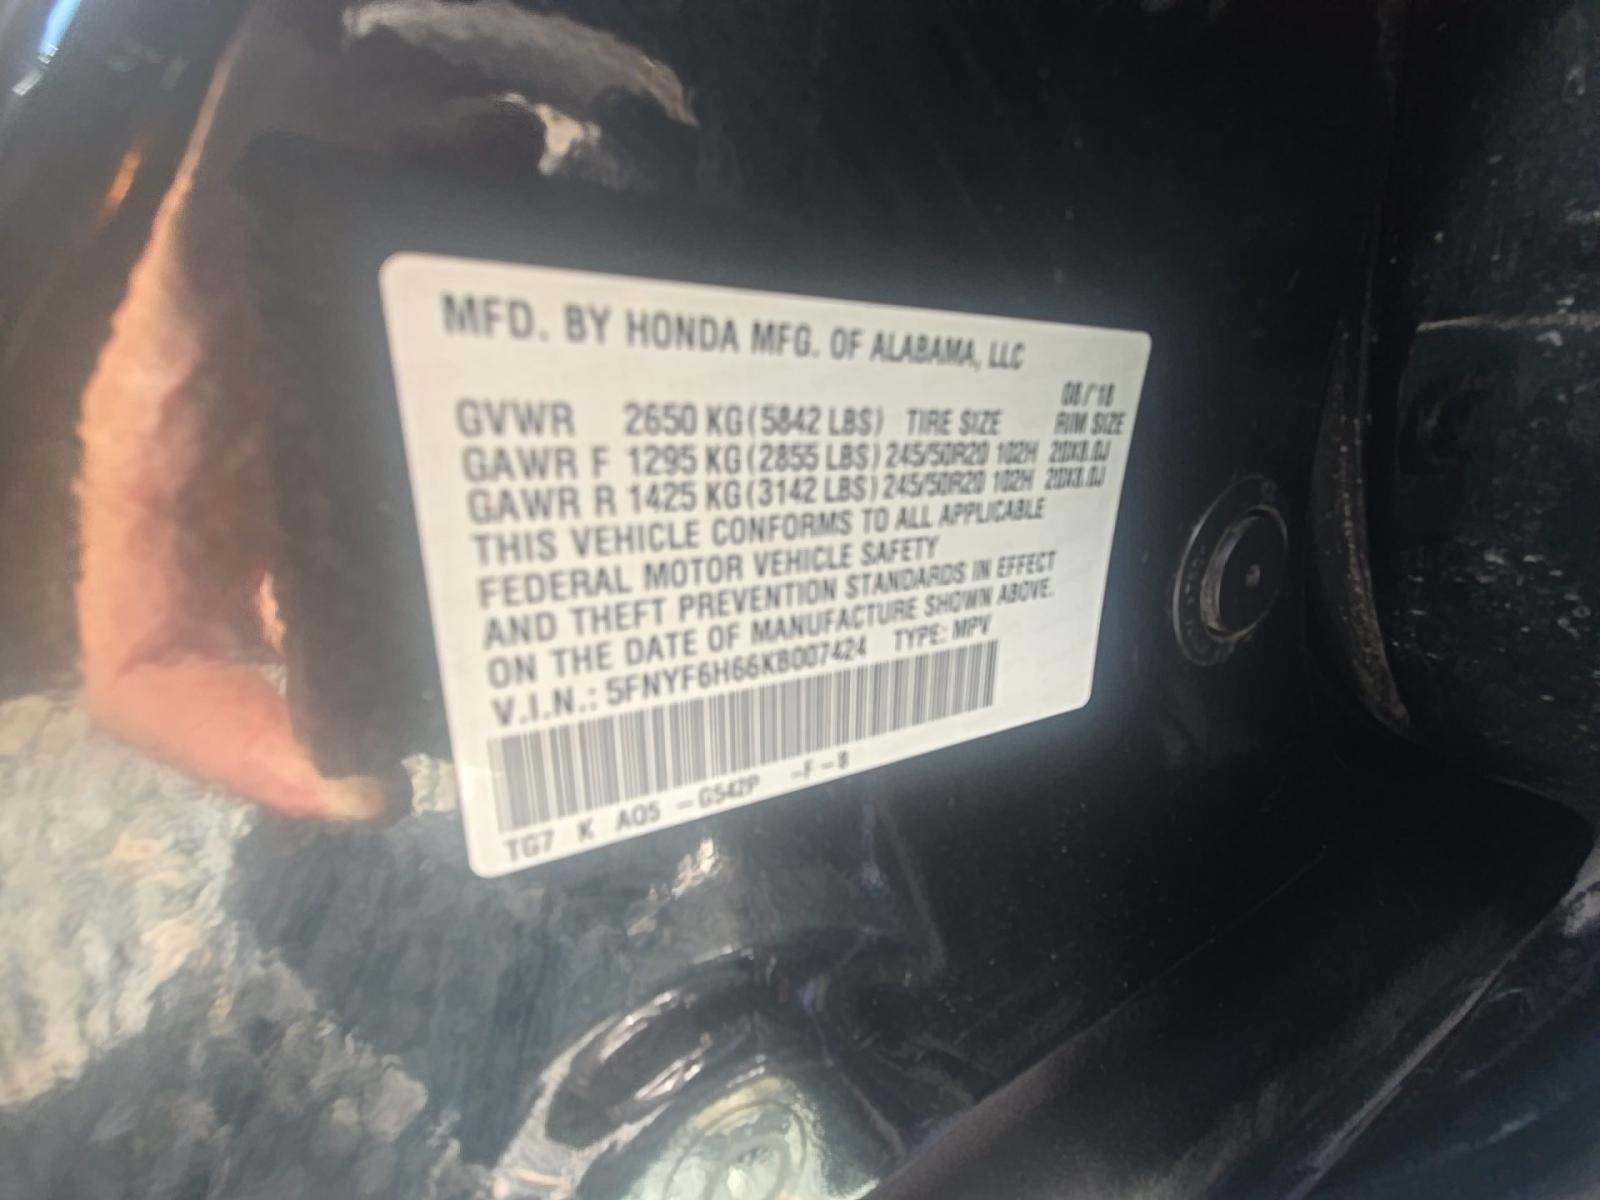 MFD. BY HONDA MFG. OF ALABAMA, LLC
08/'18
GVWR 2650 KG(5842 LBS) TIRE SIZE RIM SIZE
GAWR F 1295 KG(2855 LBS) 245/50R20 102H 20X8.0J
GAWR R 1425 KG(3142 LBS) 245/50R20 102H 20X8.0J
THIS VEHICLE CONFORMS TO ALL APPLICABLE
FEDERAL MOTOR VEHICLE SAFETY
AND THEFT PREVENTION STANDARDS IN EFFECT
ON THE DATE OF MANUFACTURE SHOWN ABOVE.
V.I.N.: 5FNYF6H66KB007424 TYPE: MPV
TG7 K A05 -G542P -F-8